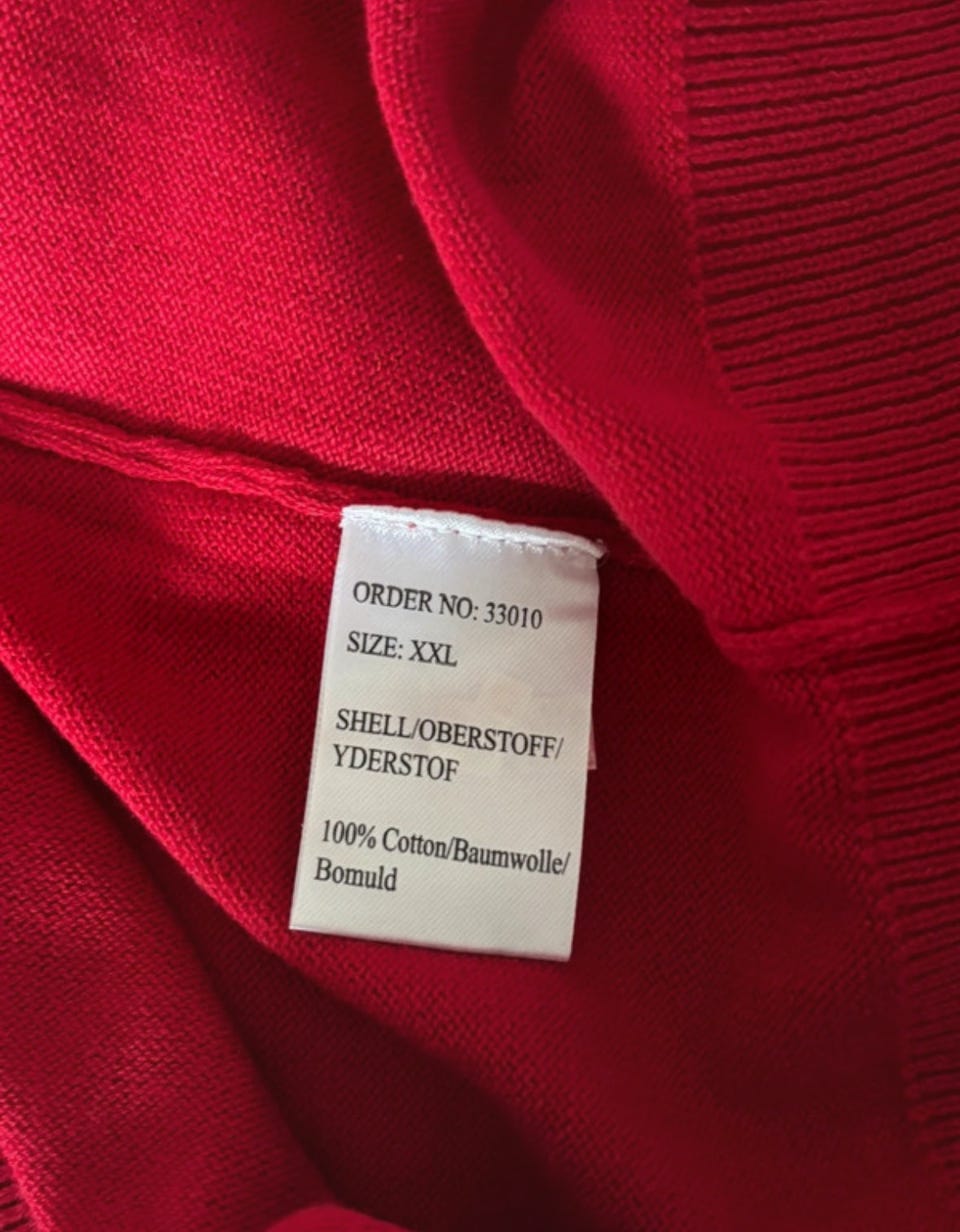 ORDER NO: 33010
SIZE: XXL
SHELL/OBERSTOFF/
YDERSTOF
100% Cotton/Baumwolle/
Bomuld